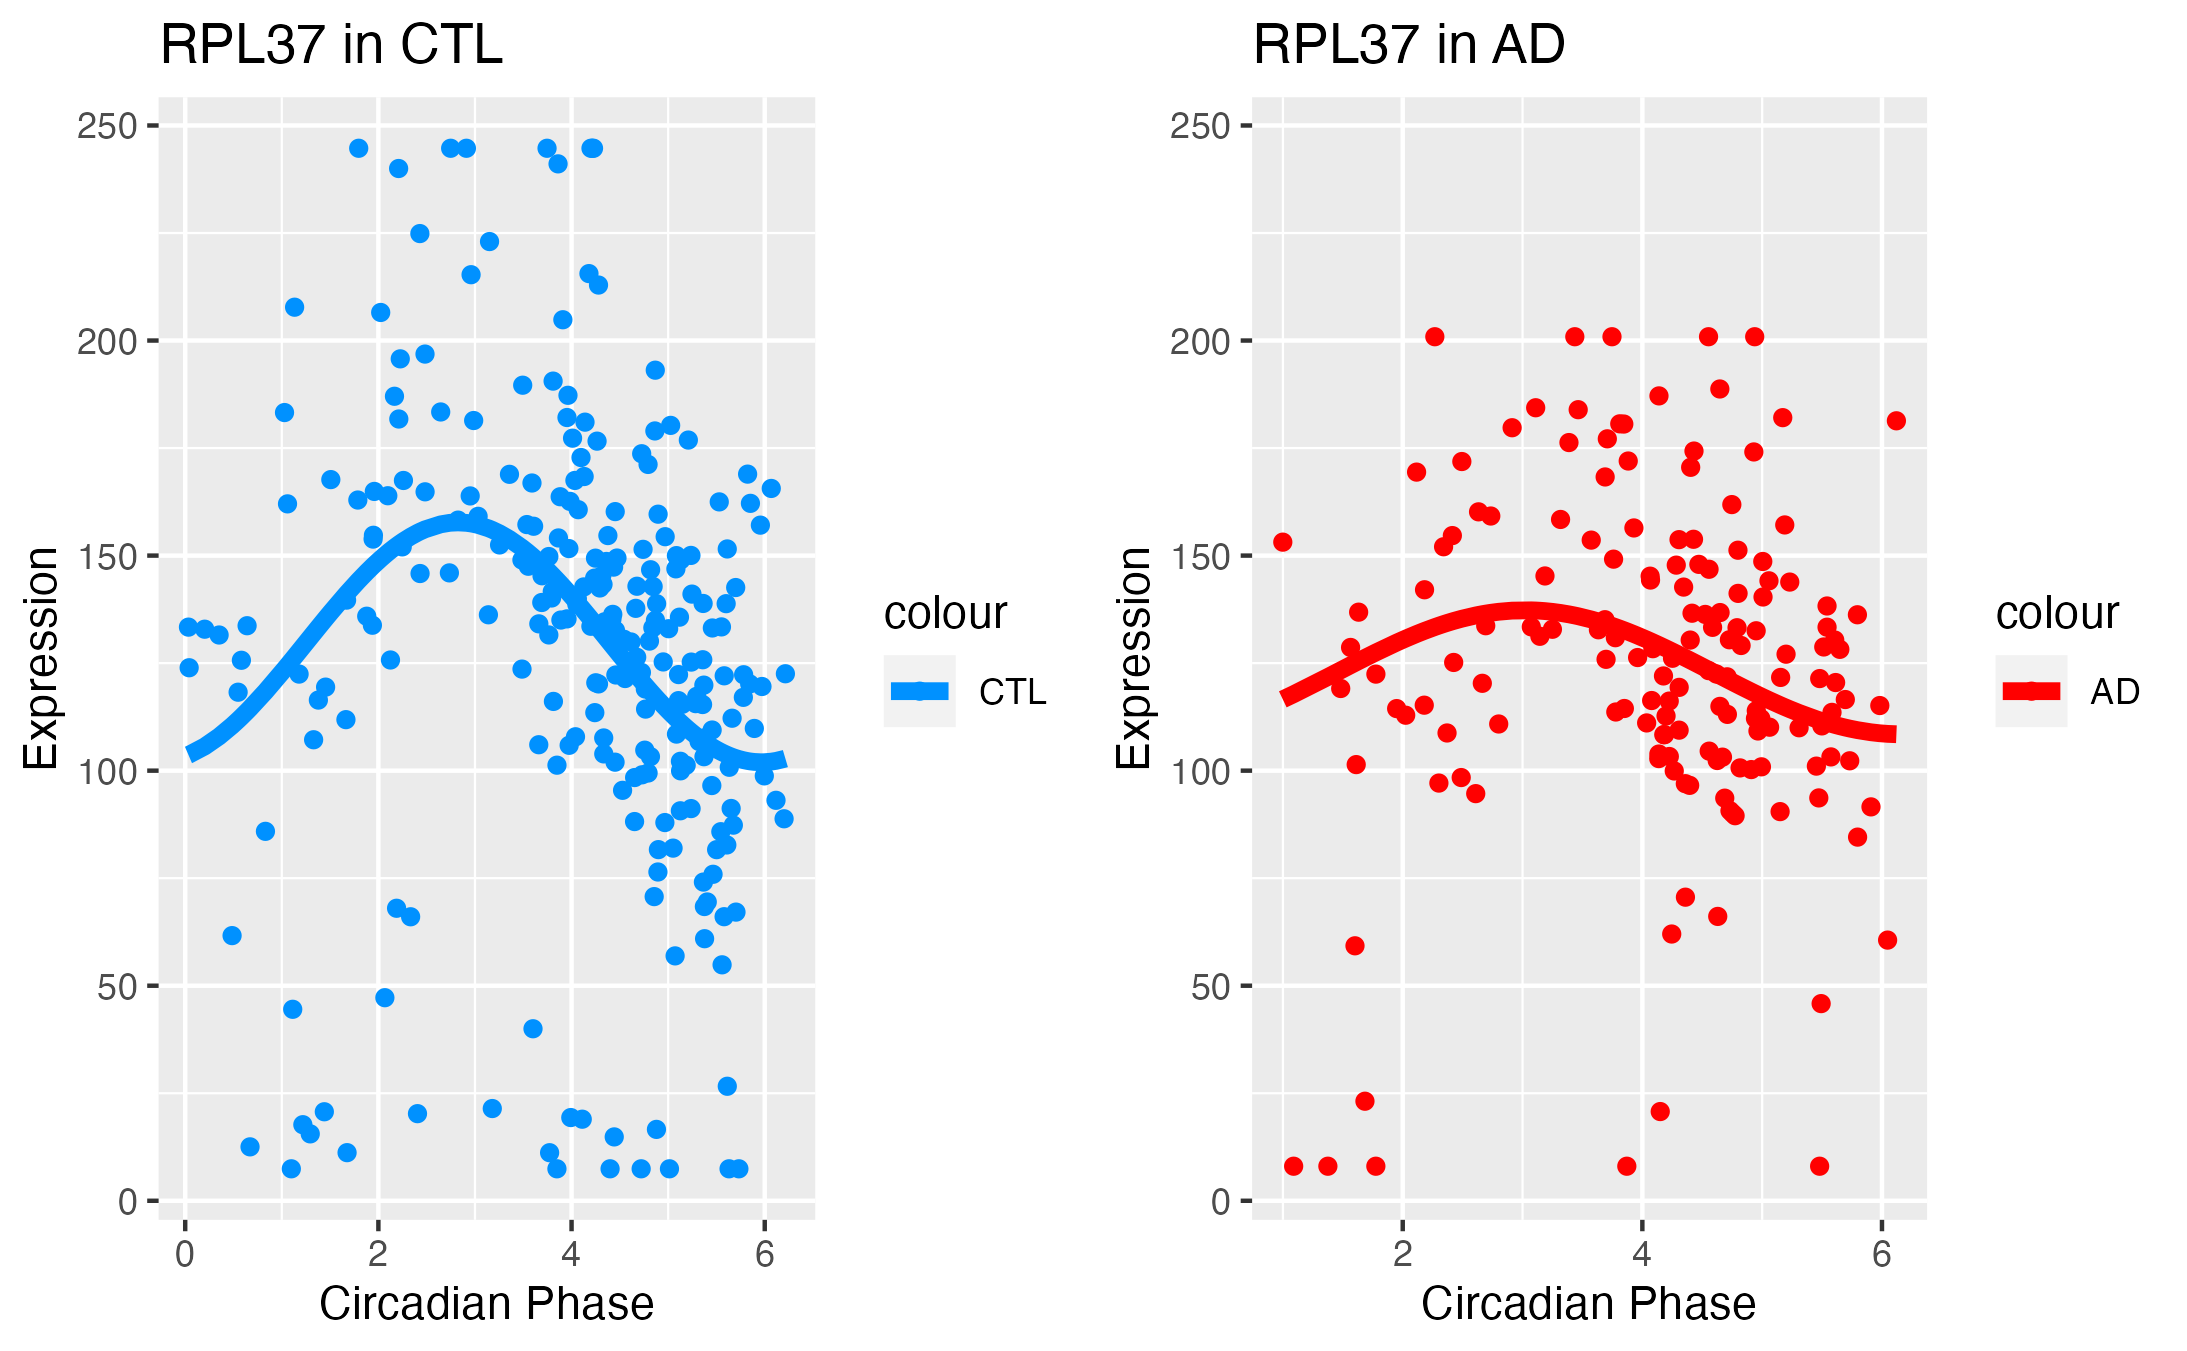 RPL37 in CTL
250
200
150
100
50
0
Expression
0 2 4 6
Circadian Phase
colour
CTL
RPL37 in AD
250
200
150
100
50
0
Expression
2 4 6
Circadian Phase
colour
AD